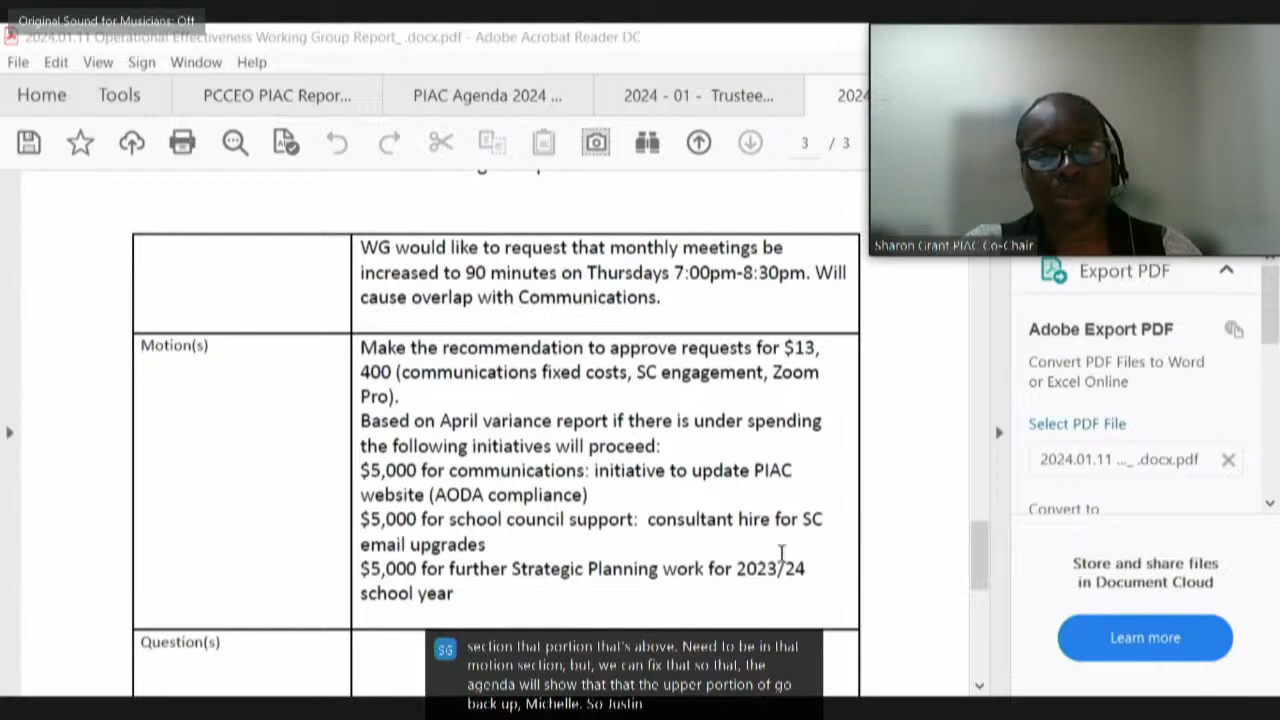 Original Sound for Musicians: Off
2024.01.11 Operational Effectiveness Working Group Report_ .docx.pdf - Adobe Acrobat Reader DC
File Edit View Sign Window Help
Home Tools PCCEO PIAC Repor... PIAC Agenda 2024 ... 2024 - 01 - Trustee... 2024
3 / 3
Sharon Grant PIAC Co-Chair
WG would like to request that monthly meetings be
increased to 90 minutes on Thursdays 7:00pm-8:30pm. Will
cause overlap with Communications.
Motion(s)
Make the recommendation to approve requests for $13,
400 (communications fixed costs, SC engagement, Zoom
Pro).
Based on April variance report if there is under spending
the following initiatives will proceed:
$5,000 for communications: initiative to update PIAC
website (AODA compliance)
$5,000 for school council support: consultant hire for SC
email upgrades
$5,000 for further Strategic Planning work for 2023/24
school year
Question(s)
Export PDF
Adobe Export PDF
Convert PDF Files to Word
or Excel Online
Select PDF File
2024.01.11 ..._ .docx.pdf
Convert to
Store and share files
in Document Cloud
Learn more
SG
section that portion that's above. Need to be in that
motion section, but, we can fix that so that, the
agenda will show that that the upper portion of go
back up, Michelle. So Justin